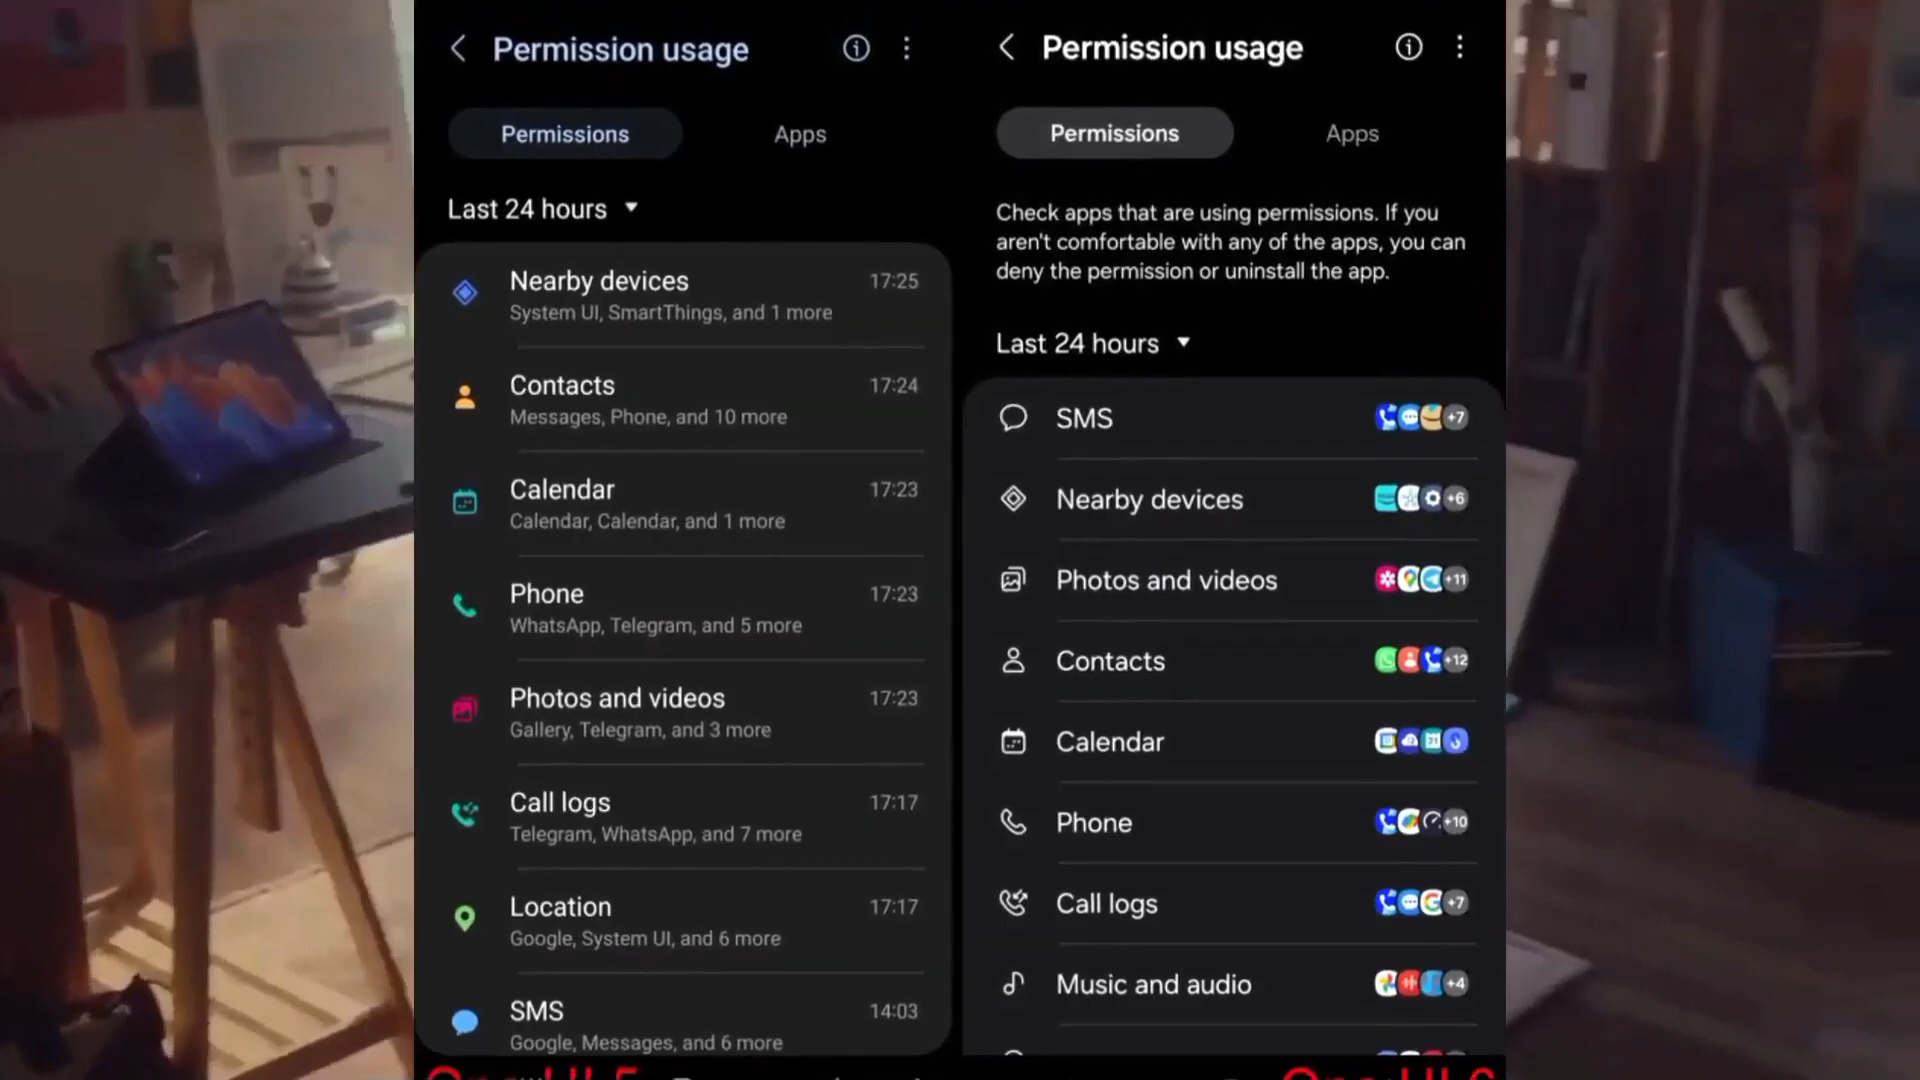 Permission usage
Permissions
Apps
Last 24 hours
Nearby devices
17:25
System UI, SmartThings, and 1 more
Contacts
17:24
Messages, Phone, and 10 more
Calendar
17:23
Calendar, Calendar, and 1 more
Phone
17:23
WhatsApp, Telegram, and 5 more
Photos and videos
17:23
Gallery, Telegram, and 3 more
Call logs
17:17
Telegram, WhatsApp, and 7 more
Location
17:17
Google, System UI, and 6 more
SMS
14:03
Google, Messages, and 6 more
Permission usage
Permissions
Apps
Check apps that are using permissions. If you
aren't comfortable with any of the apps, you can
deny the permission or uninstall the app.
Last 24 hours
SMS
+7
Nearby devices
+6
Photos and videos
+11
Contacts
+12
Calendar
Phone
+10
Call logs
+7
Music and audio
+4